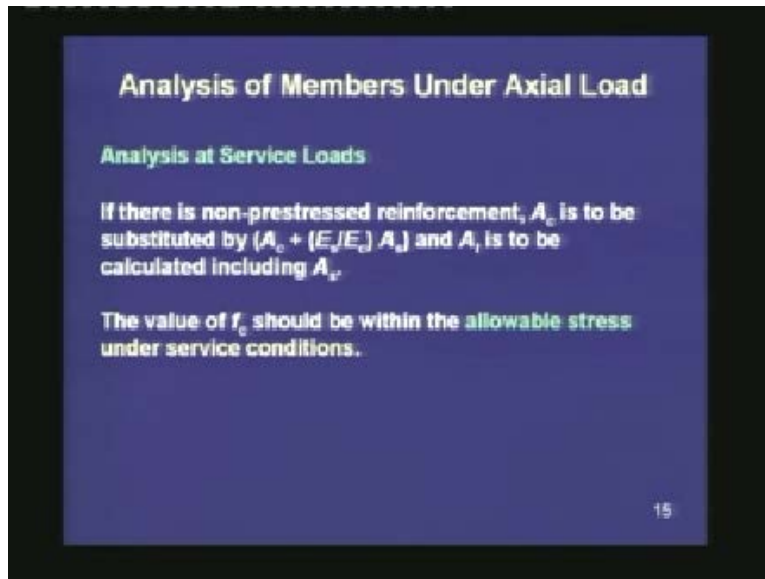 Analysis of Members Under Axial Load
Analysis at Service Loads
If there is non-prestressed reinforcement, Ac is to be
substituted by (Ac + (Es/Ec) As) and At is to be
calculated including As.
The value of fc should be within the allowable stress
under service conditions.
15